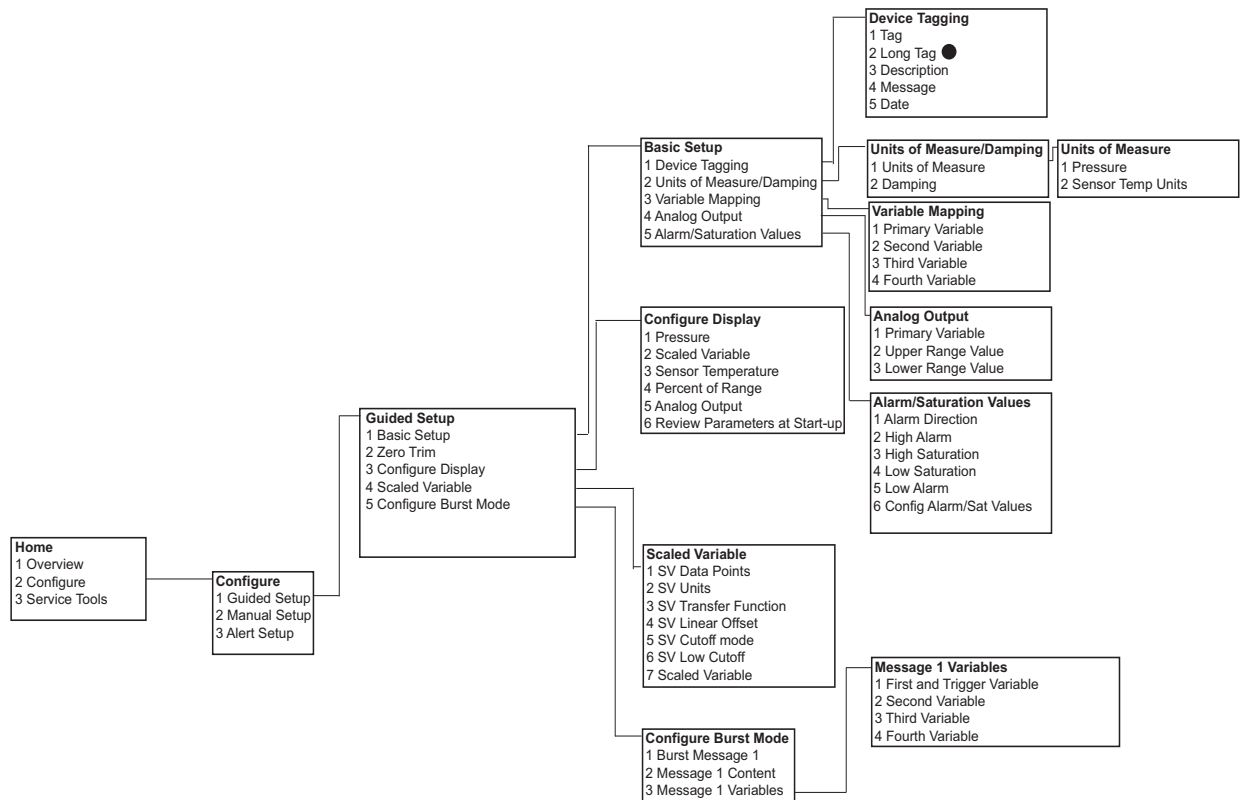 Home
1 Overview
2 Configure
3 Service Tools
Configure
1 Guided Setup
2 Manual Setup
3 Alert Setup
Guided Setup
1 Basic Setup
2 Zero Trim
3 Configure Display
4 Scaled Variable
5 Configure Burst Mode
Basic Setup
1 Device Tagging
2 Units of Measure/Damping
3 Variable Mapping
4 Analog Output
5 Alarm/Saturation Values
Configure Display
1 Pressure
2 Scaled Variable
3 Sensor Temperature
4 Percent of Range
5 Analog Output
6 Review Parameters at Start-up
Scaled Variable
1 SV Data Points
2 SV Units
3 SV Transfer Function
4 SV Linear Offset
5 SV Cutoff mode
6 SV Low Cutoff
7 Scaled Variable
Configure Burst Mode
1 Burst Message 1
2 Message 1 Content
3 Message 1 Variables
Device Tagging
1 Tag
2 Long Tag
3 Description
4 Message
5 Date
Units of Measure/Damping
1 Units of Measure
2 Damping
Units of Measure
1 Pressure
2 Sensor Temp Units
Variable Mapping
1 Primary Variable
2 Second Variable
3 Third Variable
4 Fourth Variable
Analog Output
1 Primary Variable
2 Upper Range Value
3 Lower Range Value
Alarm/Saturation Values
1 Alarm Direction
2 High Alarm
3 High Saturation
4 Low Saturation
5 Low Alarm
6 Config Alarm/Sat Values
Message 1 Variables
1 First and Trigger Variable
2 Second Variable
3 Third Variable
4 Fourth Variable